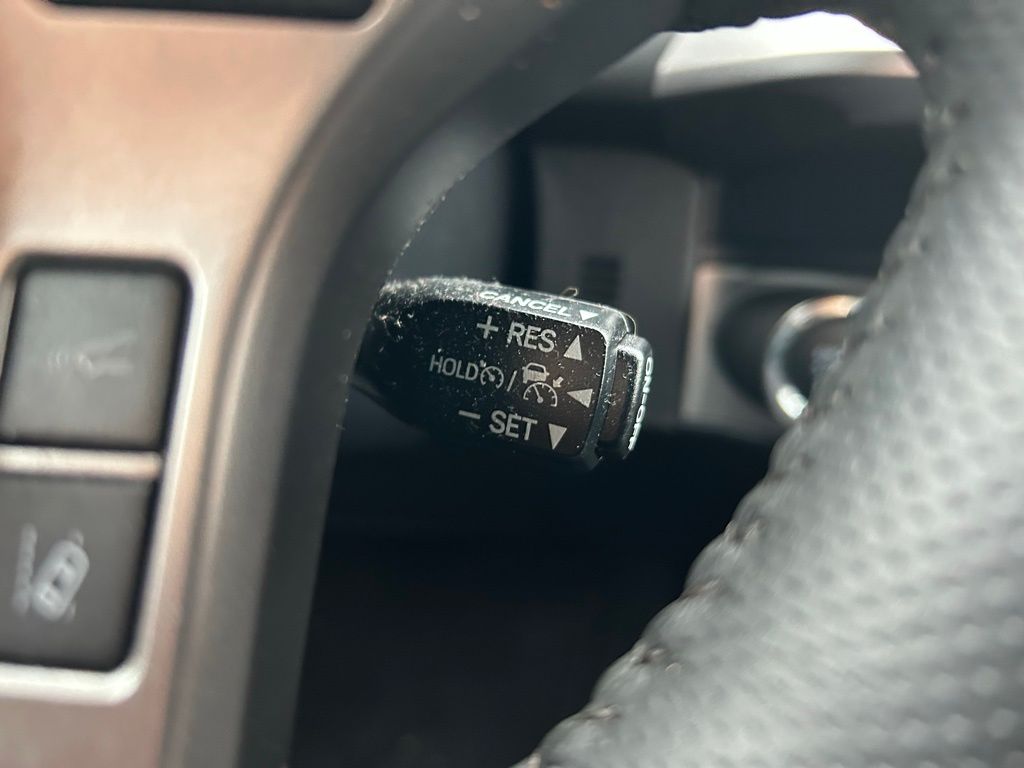 CANCEL ▼
+ RES ▲
HOLD /
− SET ▼
ON/OFF